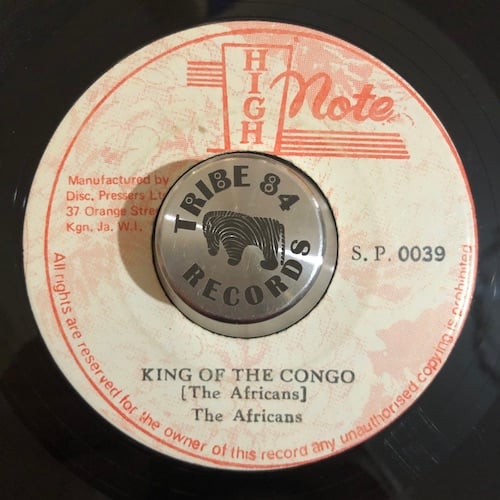 HIGH Note
Manufactured by
Disc, Pressers Lt
37 Orange Stre
Kgn. Ja. W.I.
TRIBE 84
RECORDS
S. P. 0039
KING OF THE CONGO
[The Africans]
The Africans
All rights are reserved for the owner of this record any unauthorised copying is prohibited